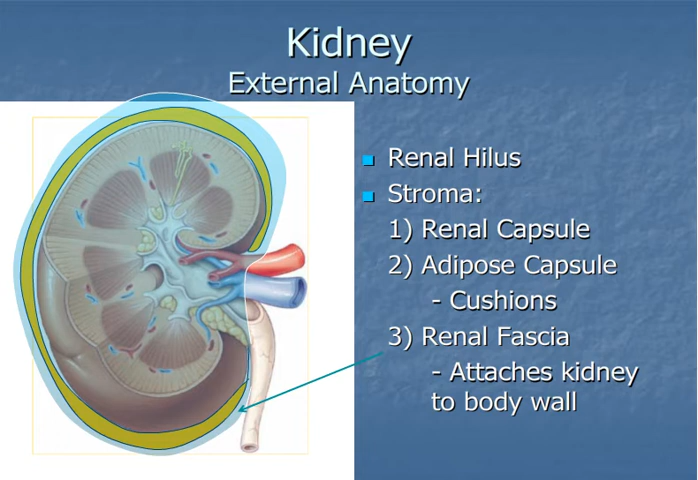 Kidney
External Anatomy
Renal Hilus
Stroma:
1) Renal Capsule
2) Adipose Capsule
- Cushions
3) Renal Fascia
- Attaches kidney
to body wall